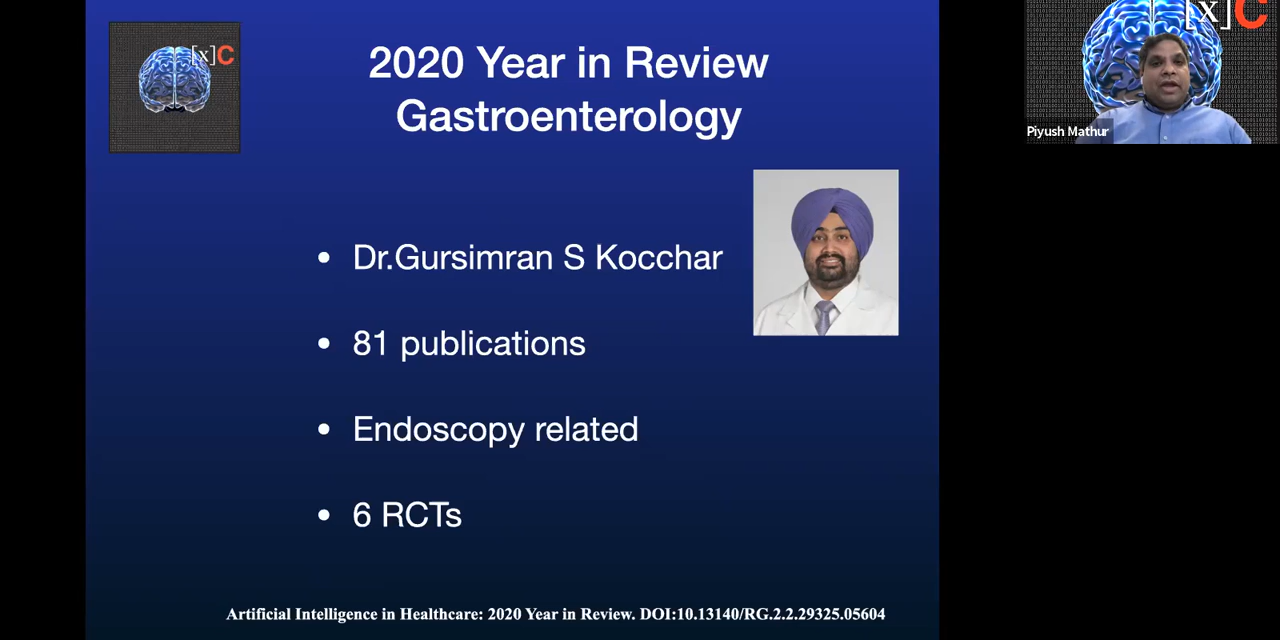 [x]C
2020 Year in Review
Gastroenterology
• Dr.Gursimran S Kocchar
• 81 publications
• Endoscopy related
• 6 RCTs
Artificial Intelligence in Healthcare: 2020 Year in Review. DOI:10.13140/RG.2.2.29325.05604
[x]C
Piyush Mathur